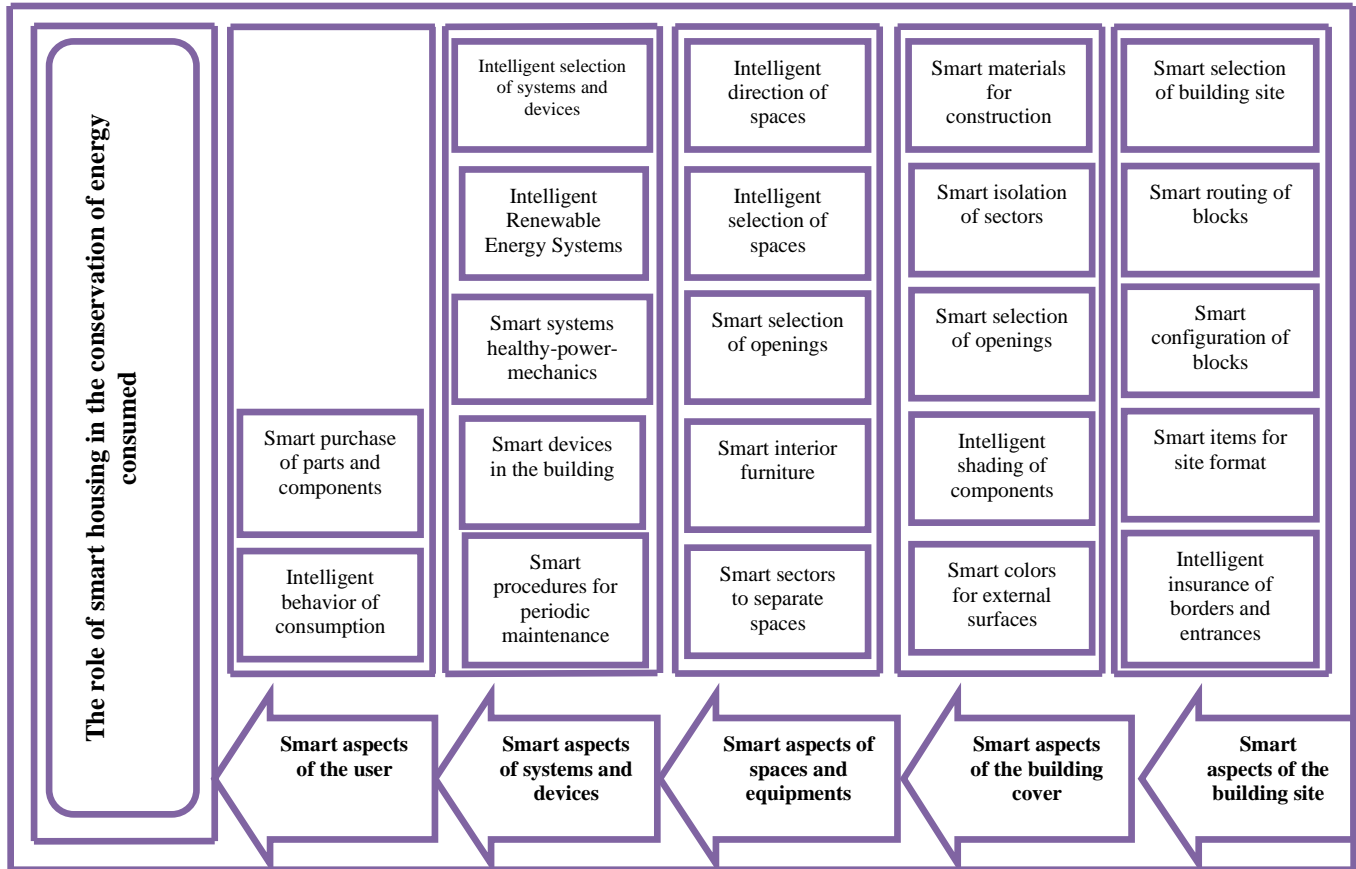 The role of smart housing in the conservation of energy
consumed
Smart purchase
of parts and
components
Intelligent
behavior of
consumption
Intelligent selection
of systems and
devices
Intelligent
Renewable
Energy Systems
Smart systems
healthy-power-
mechanics
Smart devices
in the building
Smart
procedures for
periodic
maintenance
Intelligent
direction of
spaces
Intelligent
selection of
spaces
Smart selection
of openings
Smart interior
furniture
Smart sectors
to separate
spaces
Smart materials
for
construction
Smart isolation
of sectors
Smart selection
of openings
Intelligent
shading of
components
Smart colors
for external
surfaces
Smart selection
of building site
Smart routing of
blocks
Smart
configuration of
blocks
Smart items for
site format
Intelligent
insurance of
borders and
entrances
Smart aspects
of the user
Smart aspects
of systems and
devices
Smart aspects of
spaces and
equipments
Smart aspects
of the building
cover
Smart
aspects of the
building site